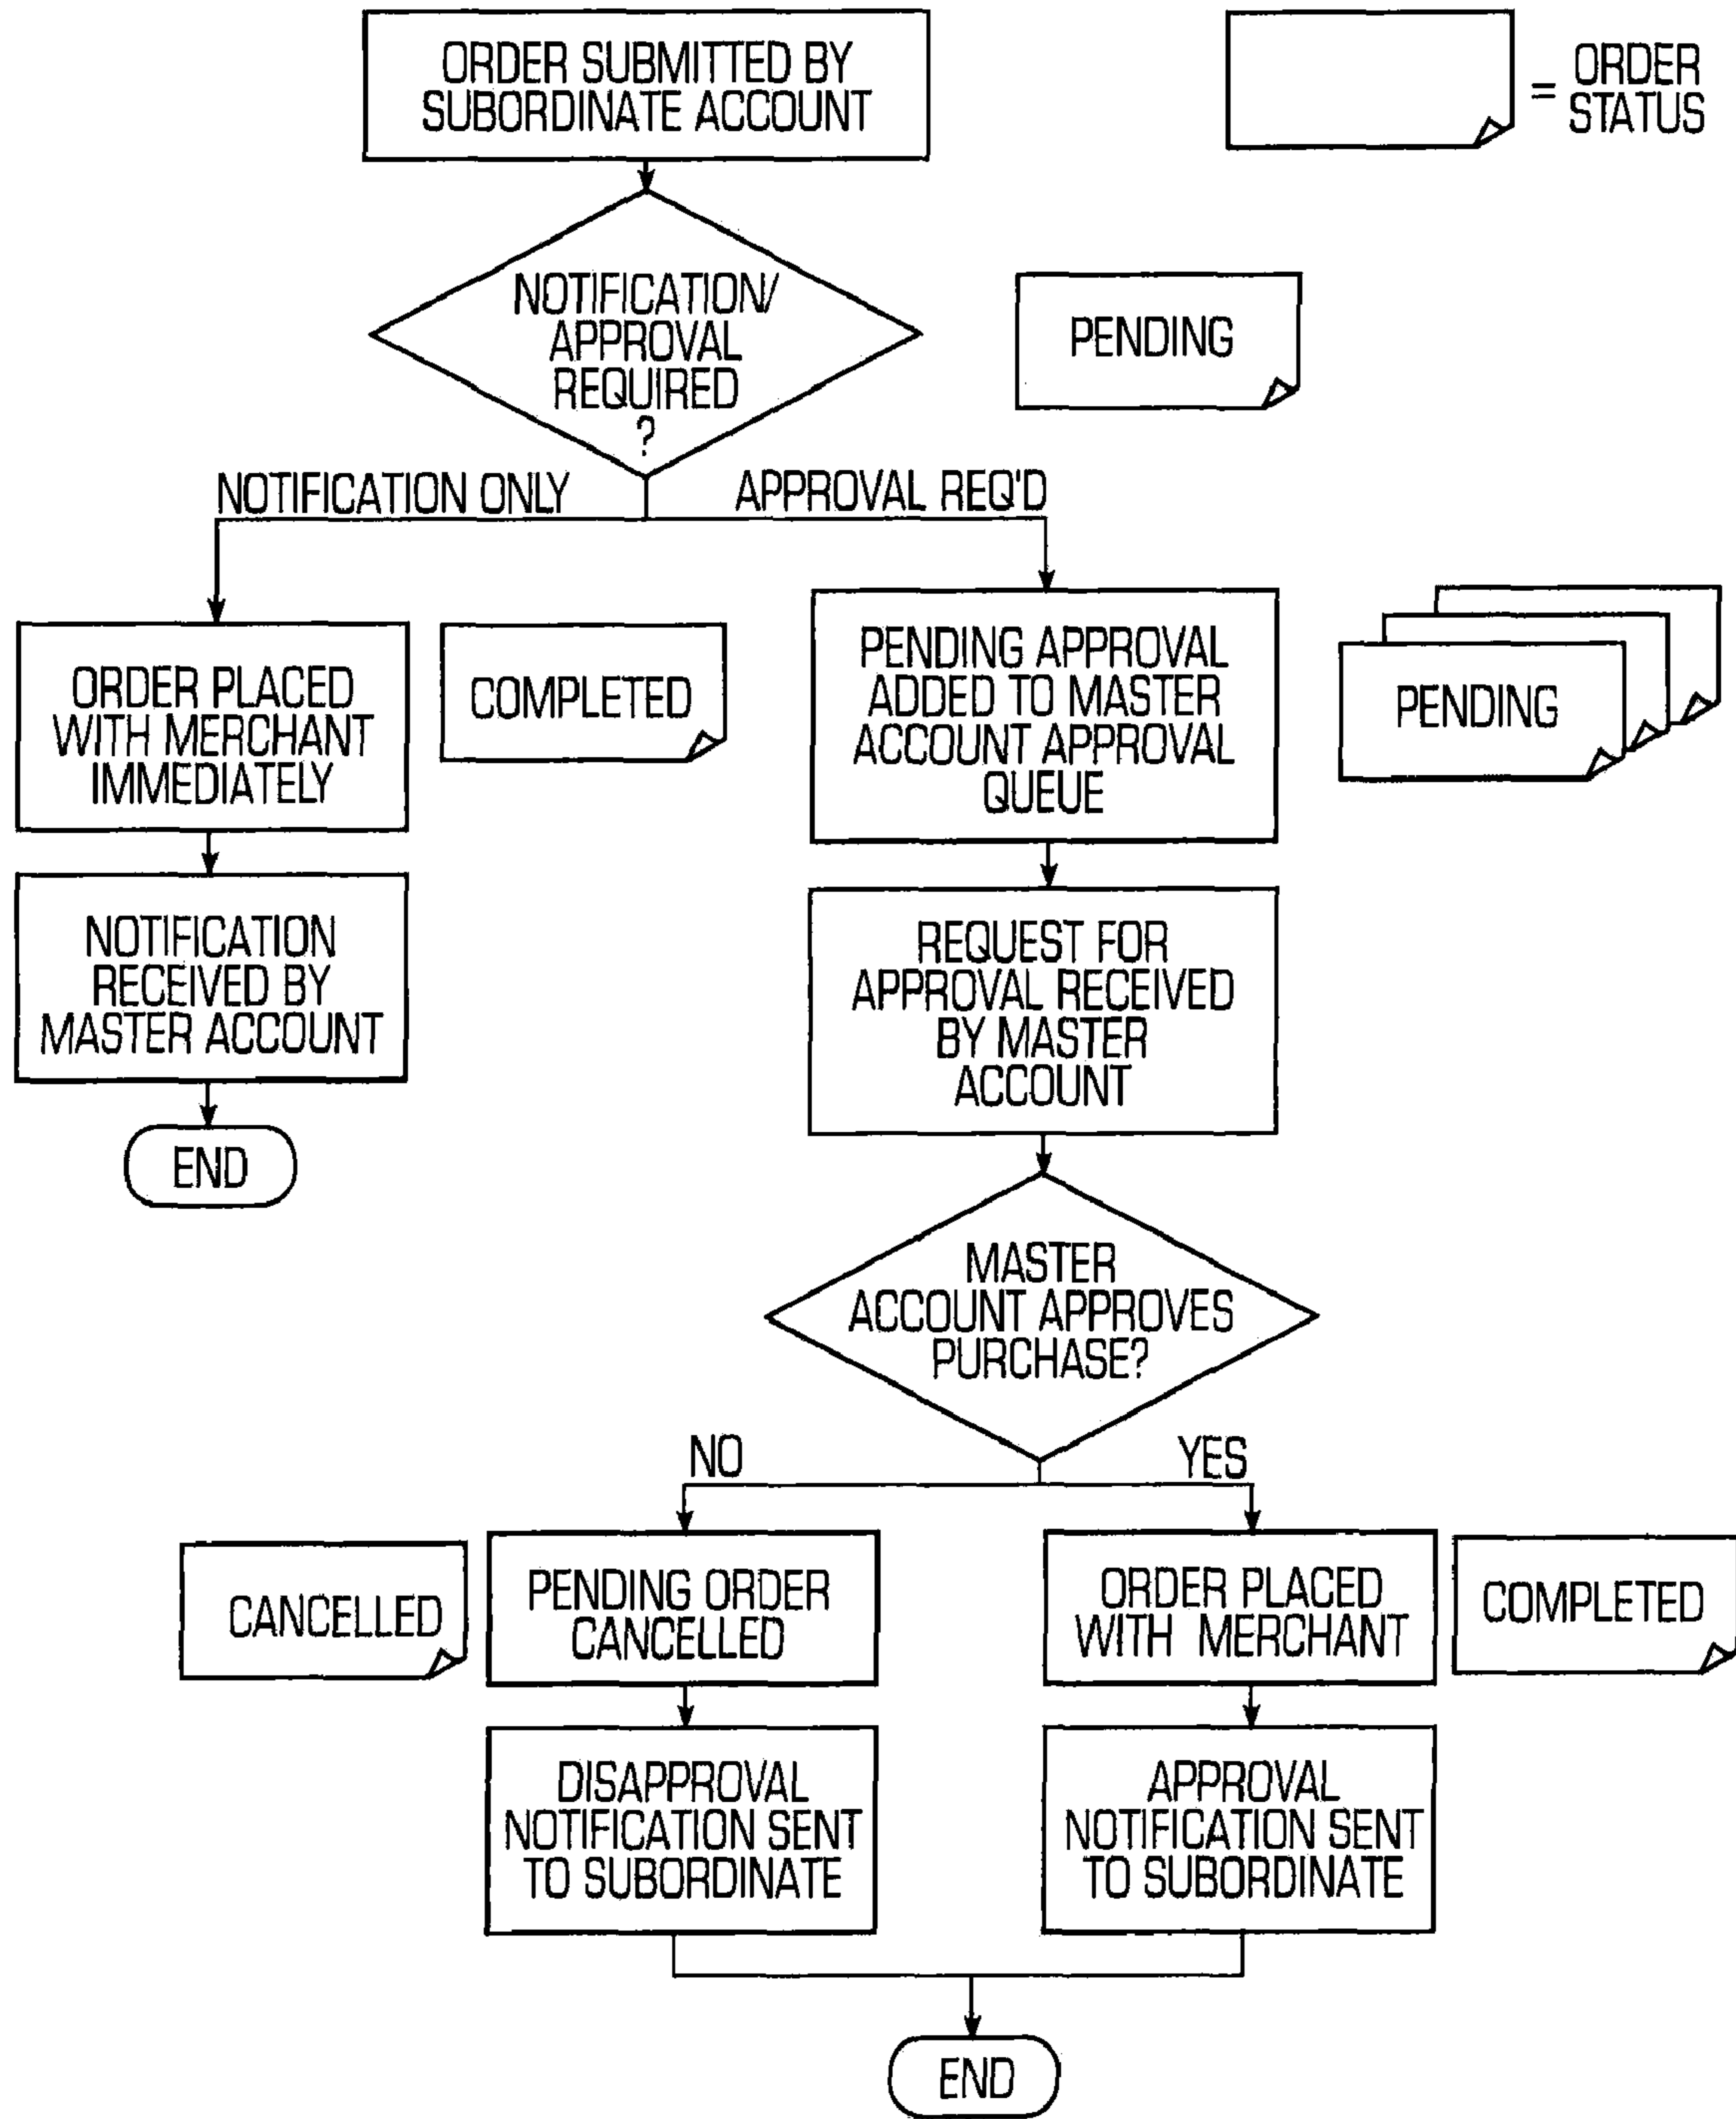 ORDER SUBMITTED BY
SUBORDINATE ACCOUNT
= ORDER
STATUS
NOTIFICATION/
APPROVAL
REQUIRED
?
PENDING
NOTIFICATION ONLY
APPROVAL REQ'D
ORDER PLACED
WITH MERCHANT
IMMEDIATELY
COMPLETED
PENDING APPROVAL
ADDED TO MASTER
ACCOUNT APPROVAL
QUEUE
PENDING
NOTIFICATION
RECEIVED BY
MASTER ACCOUNT
REQUEST FOR
APPROVAL RECEIVED
BY MASTER
ACCOUNT
END
MASTER
ACCOUNT APPROVES
PURCHASE?
NO
YES
CANCELLED
PENDING ORDER
CANCELLED
ORDER PLACED
WITH MERCHANT
COMPLETED
DISAPPROVAL
NOTIFICATION SENT
TO SUBORDINATE
APPROVAL
NOTIFICATION SENT
TO SUBORDINATE
END